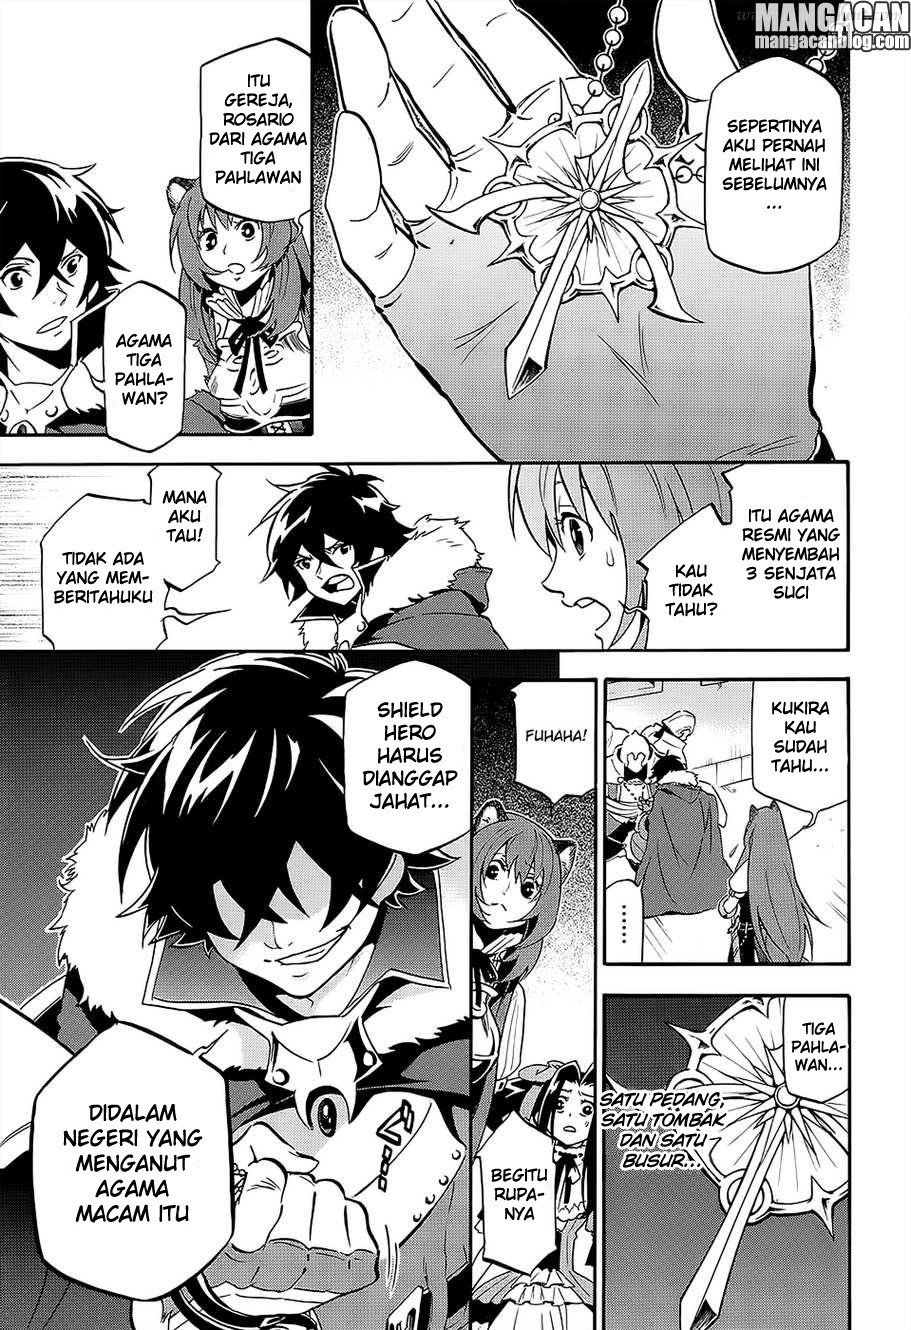 MANGACAN
mangacanblog.com
SEPERTINYA
AKU PERNAH
MELIHAT INI
SEBELUMNYA
...
ITU
GEREJA,
ROSARIO
DARI AGAMA
TIGA
PAHLAWAN
AGAMA
TIGA
PAHLA-
WAN?
ITU AGAMA
RESMI YANG
MENYEMBAH
3 SENJATA
SUCI
KAU
TIDAK
TAHU?
MANA
AKU
TAU!
TIDAK ADA
YANG MEM-
BERITAHUKU
KUKIRA
KAU
SUDAH
TAHU...
........
TIGA
PAHLA-
WAN...
SATU PEDANG,
SATU TOMBAK
DAN SATU
BUSUR...
FUHAHA!
BEGITU
RUPA-
NYA
SHIELD
HERO
HARUS
DIANGGAP
JAHAT...
DIDALAM
NEGERI YANG
MENGANUT
AGAMA
MACAM ITU